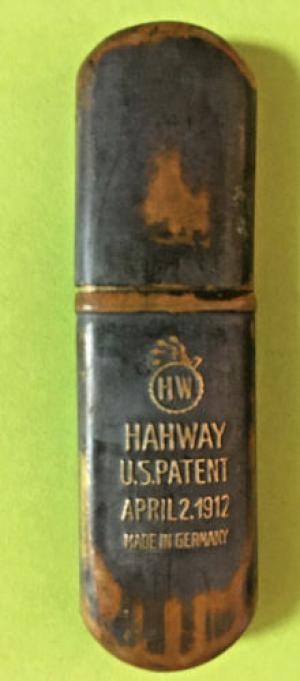 HW
HAHWAY
U.S.PATENT
APRIL2.1912
MADE IN GERMANY